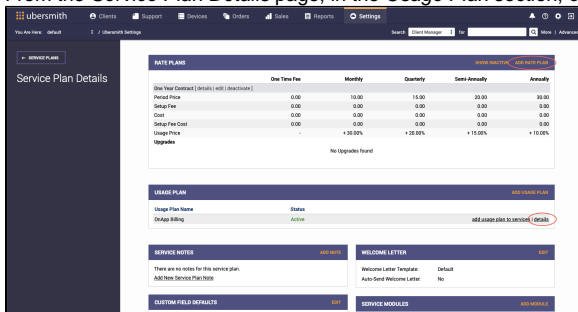 From the Service Plan Details page, in the Usage Plan section, c
ubersmith Clients Support Devices Orders Sales Reports Settings
You Are Here: default / Ubersmith Settings Search Client Manager for More | Advanced
← SERVICE PLANS
Service Plan Details
RATE PLANS SHOW INACTIVE ADD RATE PLAN
One Time Fee Monthly Quarterly Semi-Annually Annually
One Year Contract [ details | edit | deactivate ]
Period Price 0.00 10.00 15.00 20.00 30.00
Setup Fee 0.00 0.00 0.00 0.00 0.00
Cost 0.00 0.00 0.00 0.00 0.00
Setup Fee Cost 0.00 0.00 0.00 0.00 0.00
Usage Price - + 30.00% + 20.00% + 15.00% + 10.00%
Upgrades
No Upgrades found
USAGE PLAN ADD USAGE PLAN
Usage Plan Name Status
OnApp Billing Active add usage plan to services | details
SERVICE NOTES ADD NOTE
There are no notes for this service plan.
Add New Service Plan Note
WELCOME LETTER EDIT
Welcome Letter Template: Default
Auto-Send Welcome Letter: No
CUSTOM FIELD DEFAULTS EDIT
SERVICE MODULES ADD MODULE